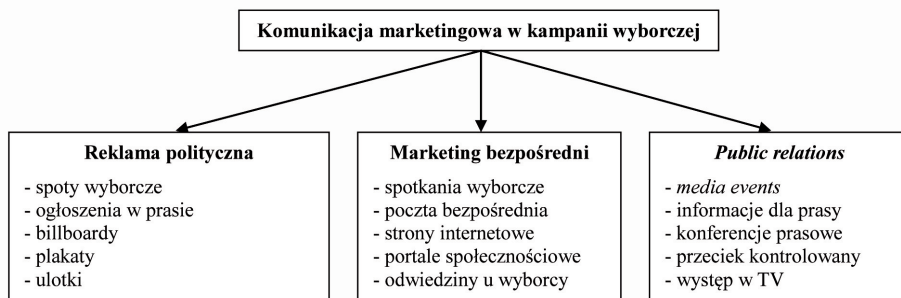 Komunikacja marketingowa w kampanii wyborczej
Reklama polityczna
- spoty wyborcze
- ogłoszenia w prasie
- billboardy
- plakaty
- ulotki
Marketing bezpośredni
- spotkania wyborcze
- poczta bezpośrednia
- strony internetowe
- portale społecznościowe
- odwiedziny u wyborcy
Public relations
- media events
- informacje dla prasy
- konferencje prasowe
- przeciek kontrolowany
- występ w TV